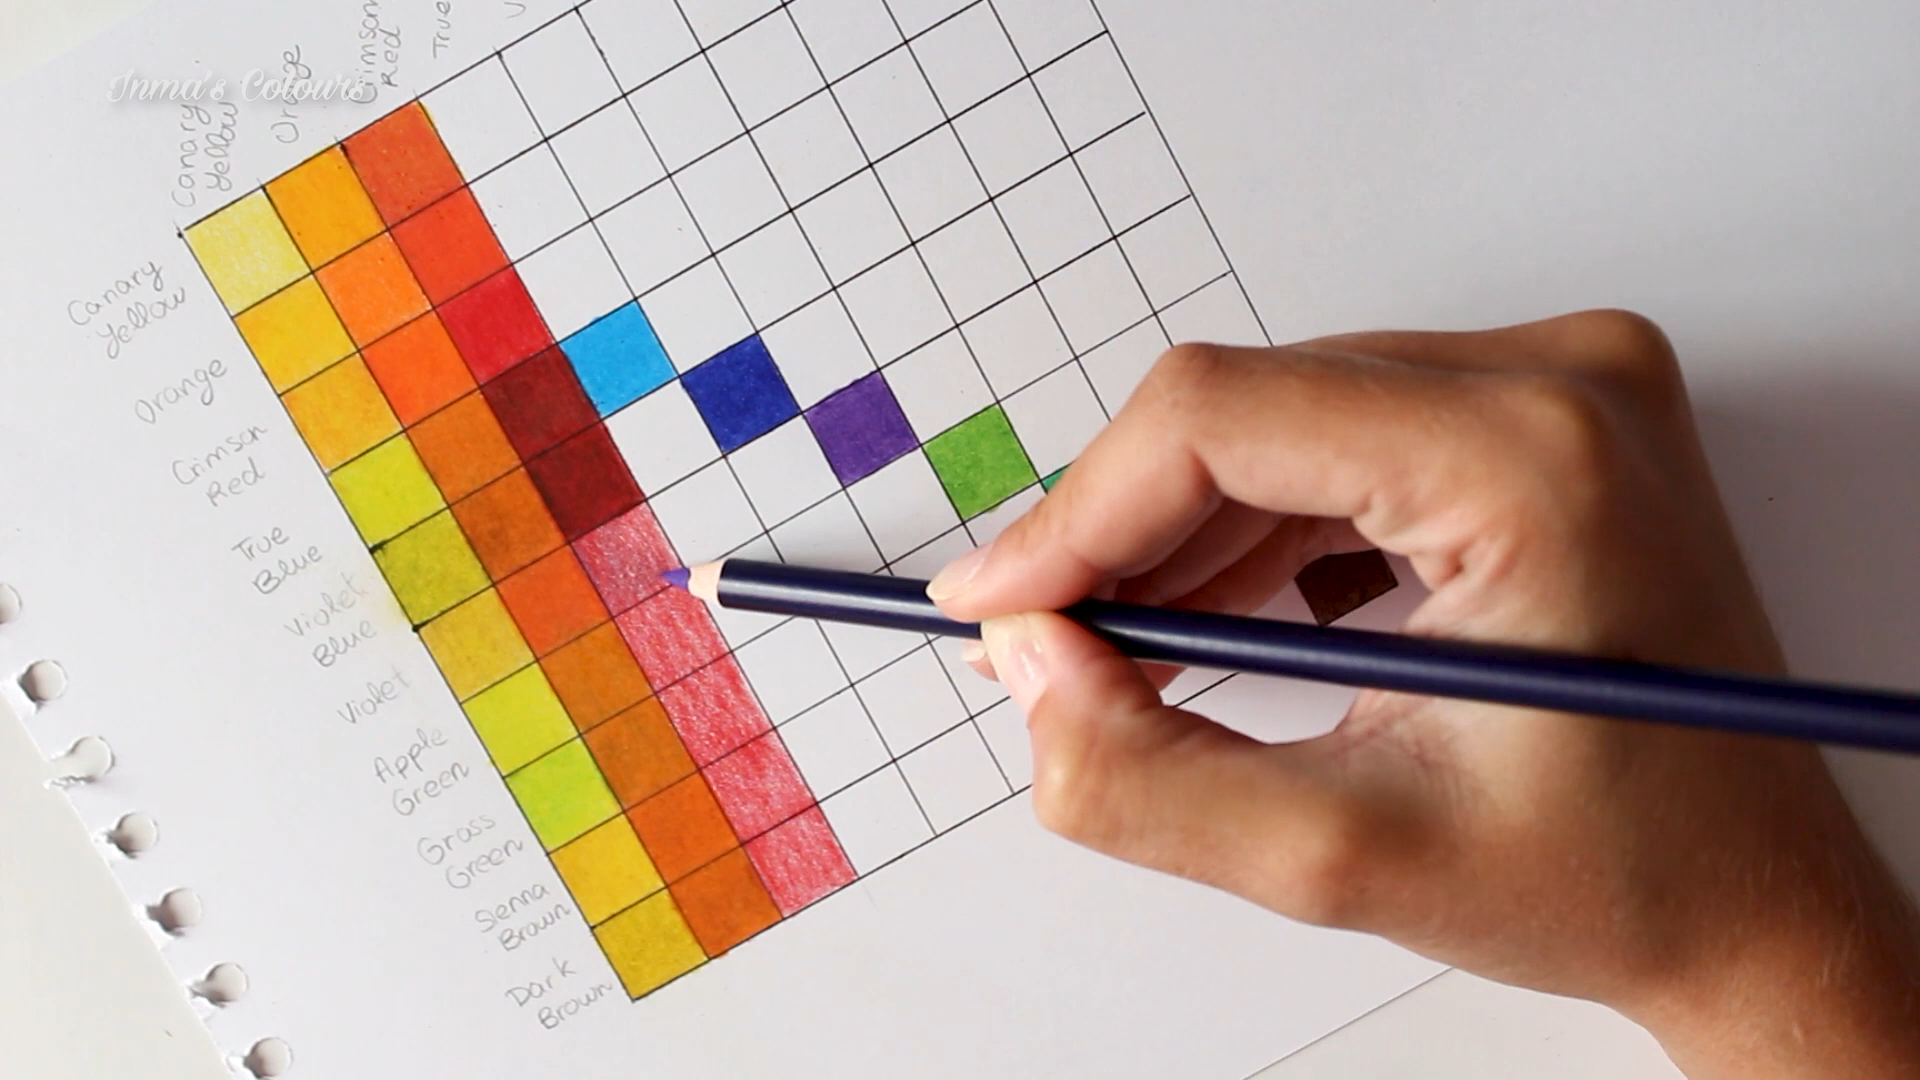 Inma's Colours
Canary
Yellow
Orange
Crimson
Red
True
Canary
Yellow
Orange
Crimson
Red
True
Blue
Violet
Blue
Violet
Apple
Green
Grass
Green
Sienna
Brown
Dark
Brown